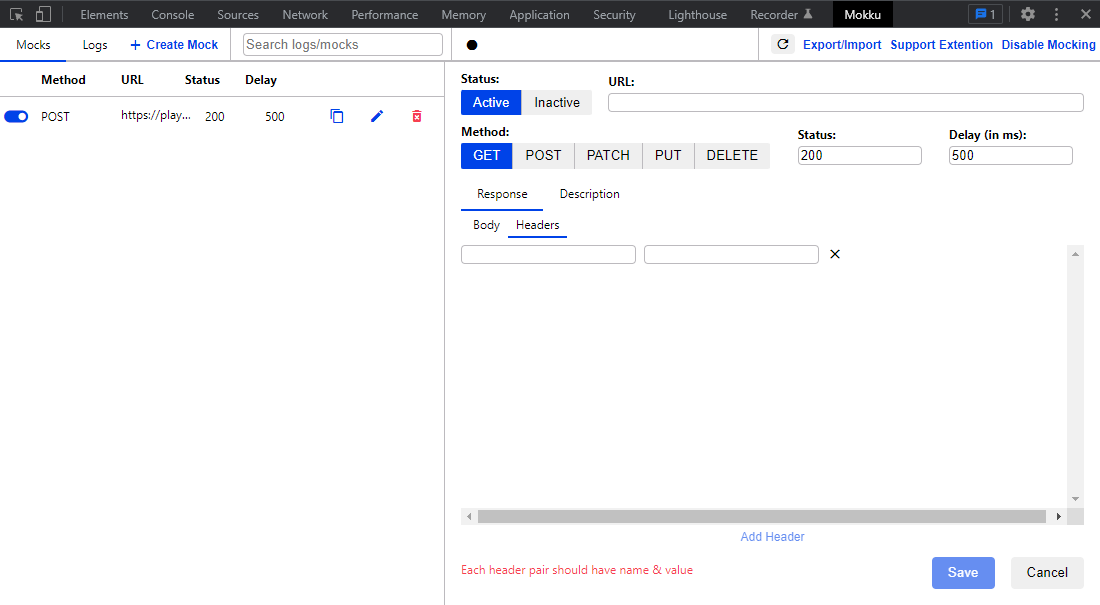 Elements Console Sources Network Performance Memory Application Security Lighthouse Recorder Mokku 1
Mocks Logs + Create Mock Search logs/mocks Export/Import Support Extention Disable Mocking
Method URL Status Delay
POST https://play... 200 500
Status: URL:
Active Inactive
Method: Status: Delay (in ms):
GET POST PATCH PUT DELETE 200 500
Response Description
Body Headers
Add Header
Each header pair should have name & value Save Cancel